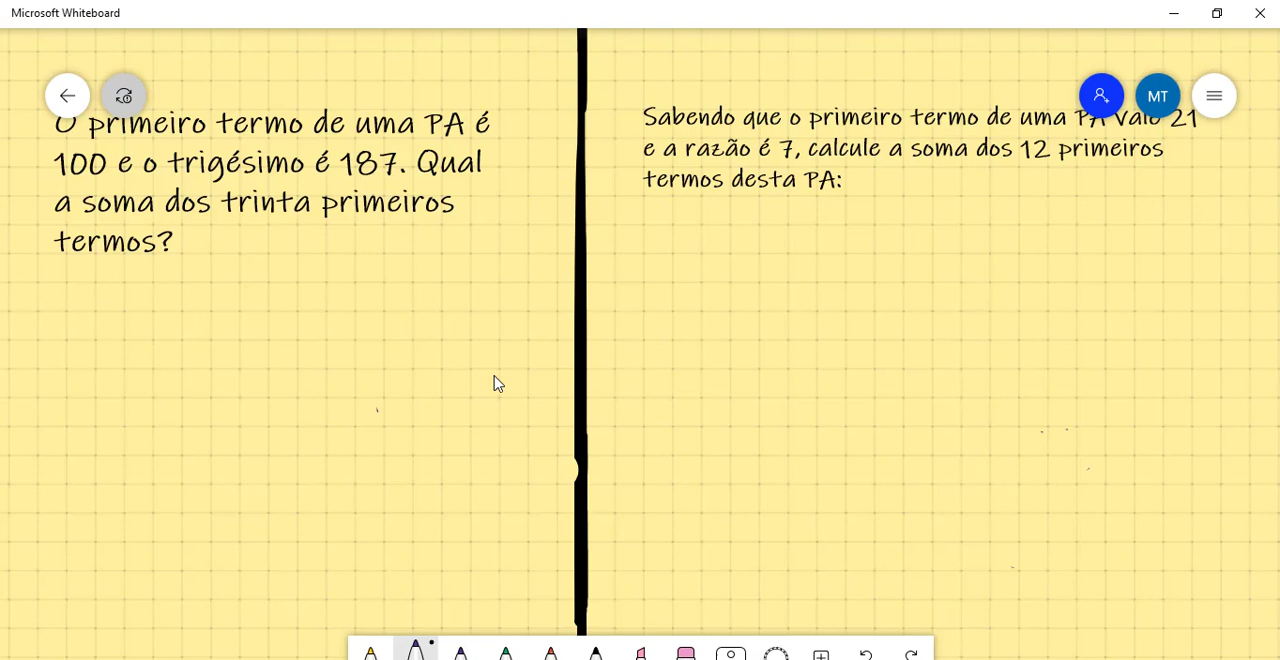 Microsoft Whiteboard
O primeiro termo de uma PA é
100 e o trigésimo é 187. Qual
a soma dos trinta primeiros
termos?
MT
Sabendo que o primeiro termo de uma PA vale 21
e a razão é 7, calcule a soma dos 12 primeiros
termos desta PA: